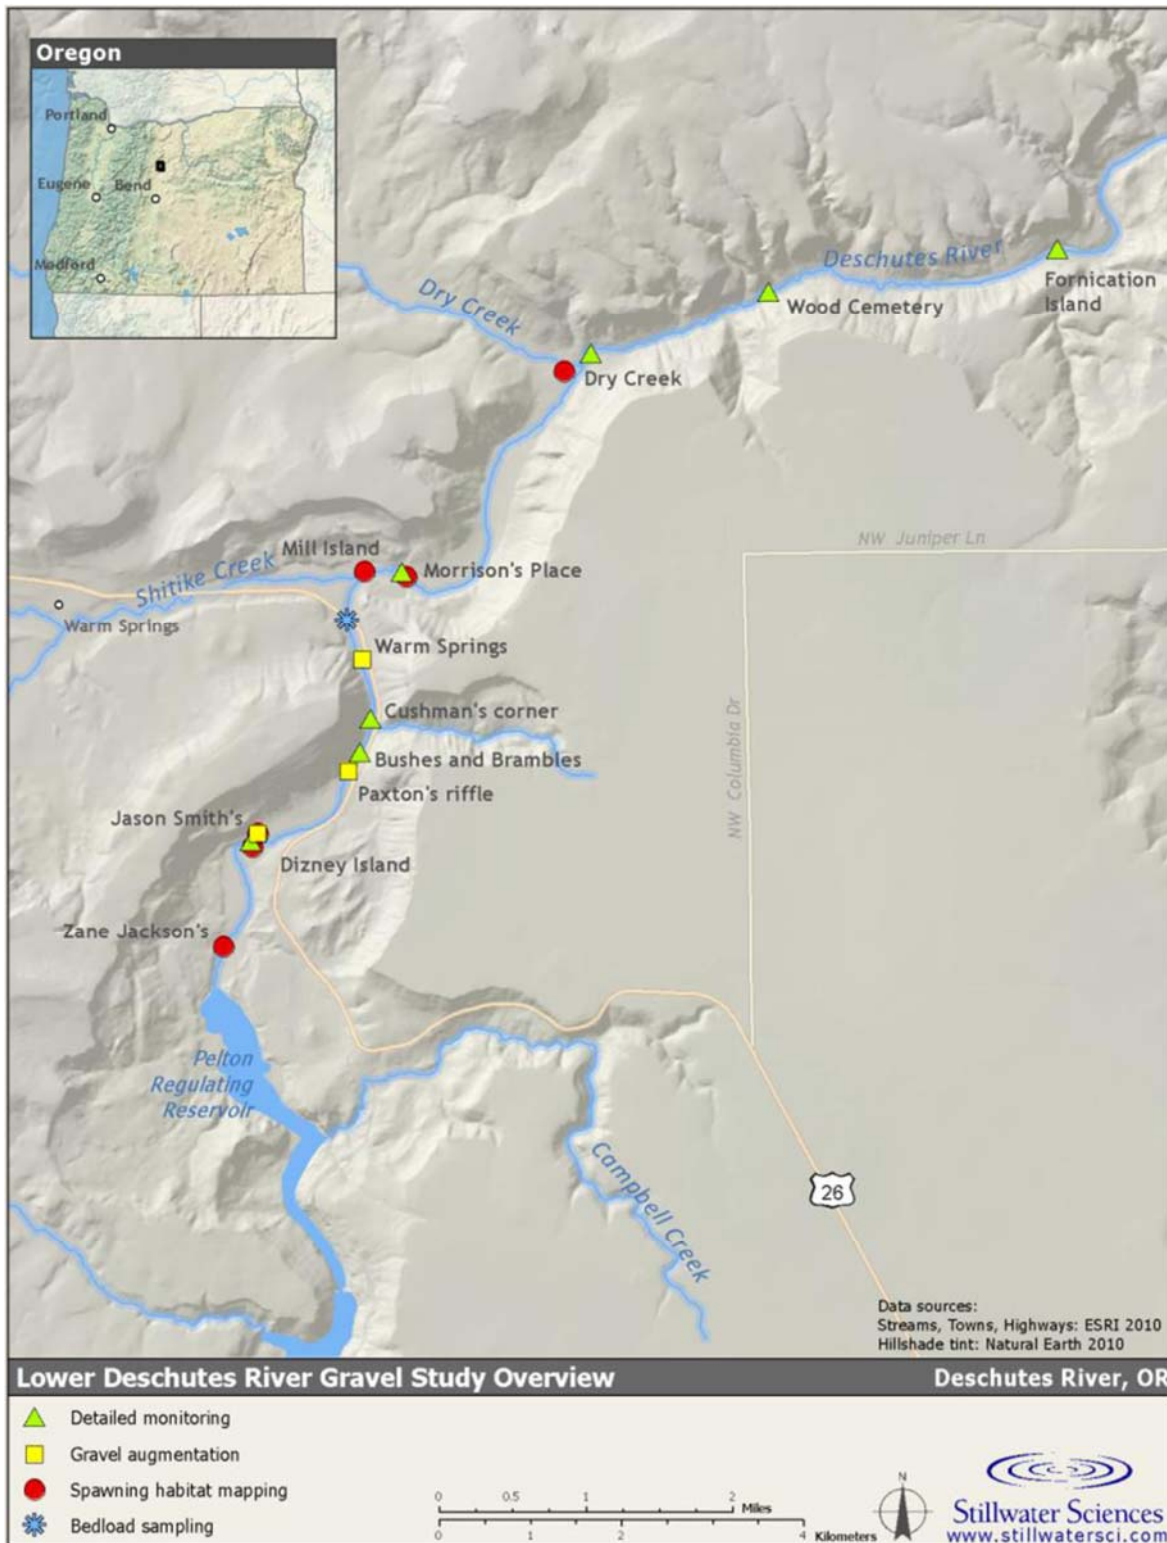 Oregon
Portland
Eugene
Bend
Medford
Deschutes River
Fornication
Island
Wood Cemetery
Dry Creek
Dry Creek
NW Juniper Ln
Mill Island
Morrison's Place
Shitike Creek
Warm Springs
Warm Springs
Cushman's corner
NW Columbia Dr
Bushes and Brambles
Paxton's riffle
Jason Smith's
Dizney Island
Zane Jackson's
Pelton
Regulating
Reservoir
Campbell Creek
26
Data sources:
Streams, Towns, Highways: ESRI 2010
Hillshade tint: Natural Earth 2010
Lower Deschutes River Gravel Study Overview
Deschutes River, OR
Detailed monitoring
Gravel augmentation
Spawning habitat mapping
Bedload sampling
0 0.5 1 2 Miles
0 1 2 4 Kilometers
N
Stillwater Sciences
www.stillwatersci.com